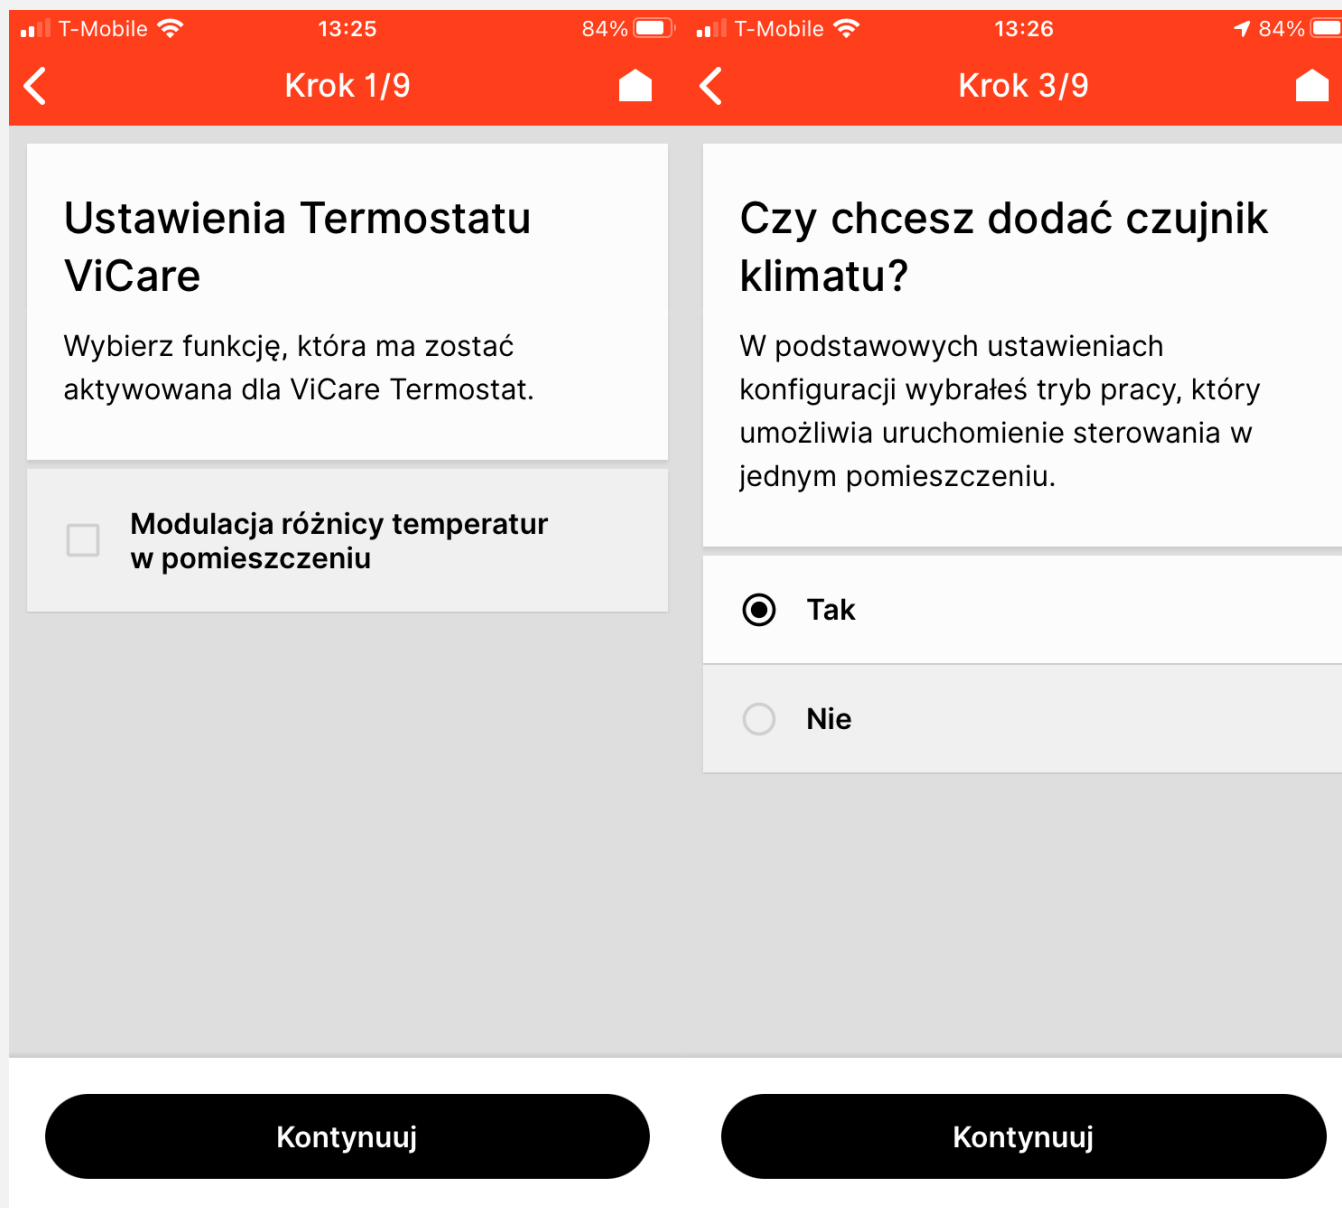 T-Mobile 13:25 84%
Krok 1/9
Ustawienia Termostatu
ViCare
Wybierz funkcję, która ma zostać
aktywowana dla ViCare Termostat.
Modulacja różnicy temperatur
w pomieszczeniu
Kontynuuj
T-Mobile 13:26 84%
Krok 3/9
Czy chcesz dodać czujnik
klimatu?
W podstawowych ustawieniach
konfiguracji wybrałeś tryb pracy, który
umożliwia uruchomienie sterowania w
jednym pomieszczeniu.
Tak
Nie
Kontynuuj